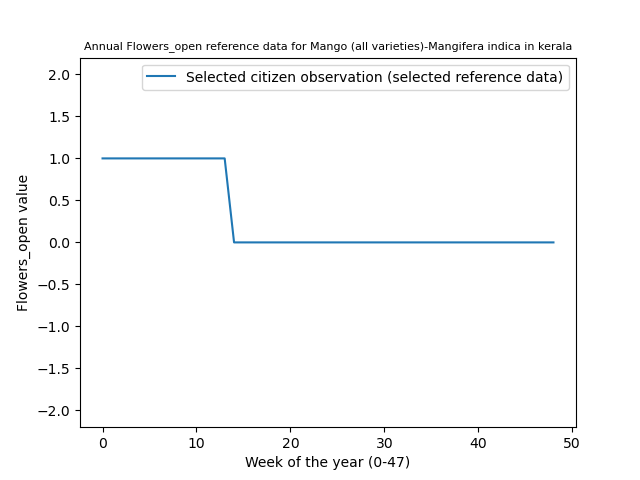 Annual Flowers_open reference data for Mango (all varieties)-Mangifera indica in kerala
Selected citizen observation (selected reference data)
2.0
1.5
1.0
0.5
0.0
−0.5
−1.0
−1.5
−2.0
Flowers_open value
0 10 20 30 40 50
Week of the year (0-47)